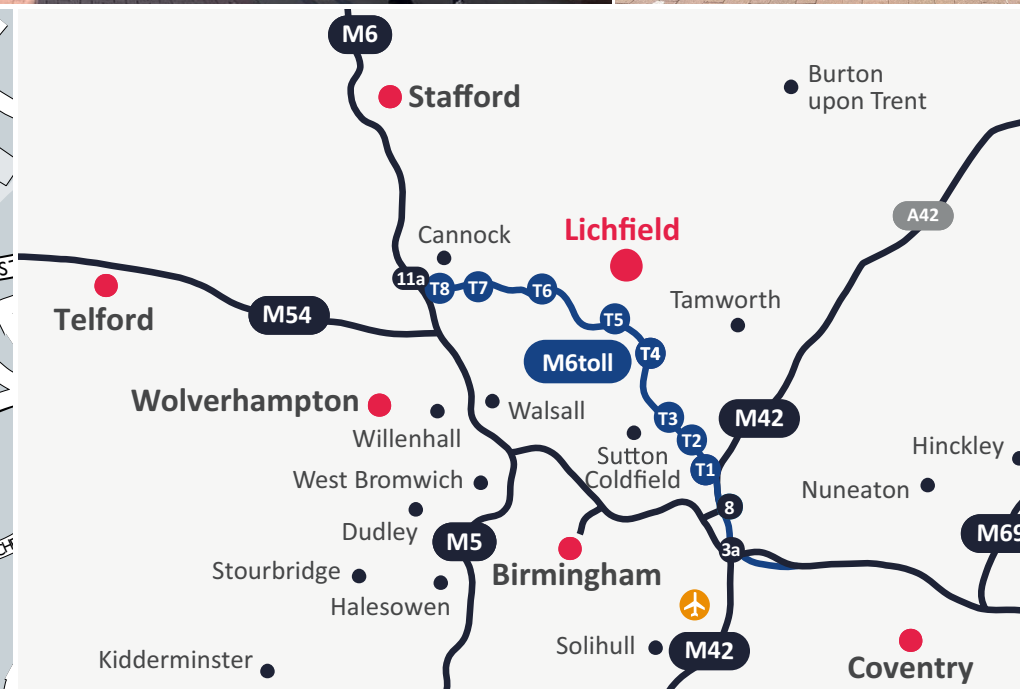 M6
Stafford
Burton
upon Trent
A42
Cannock
Lichfield
11a
T8
T7
T6
T5
T4
Tamworth
Telford
M54
M6toll
Wolverhampton
Willenhall
Walsall
T3
T2
T1
M42
Sutton
Coldfield
Hinckley
Nuneaton
West Bromwich
Dudley
8
M69
M5
3a
Stourbridge
Halesowen
Birmingham
Solihull
M42
Kidderminster
Coventry